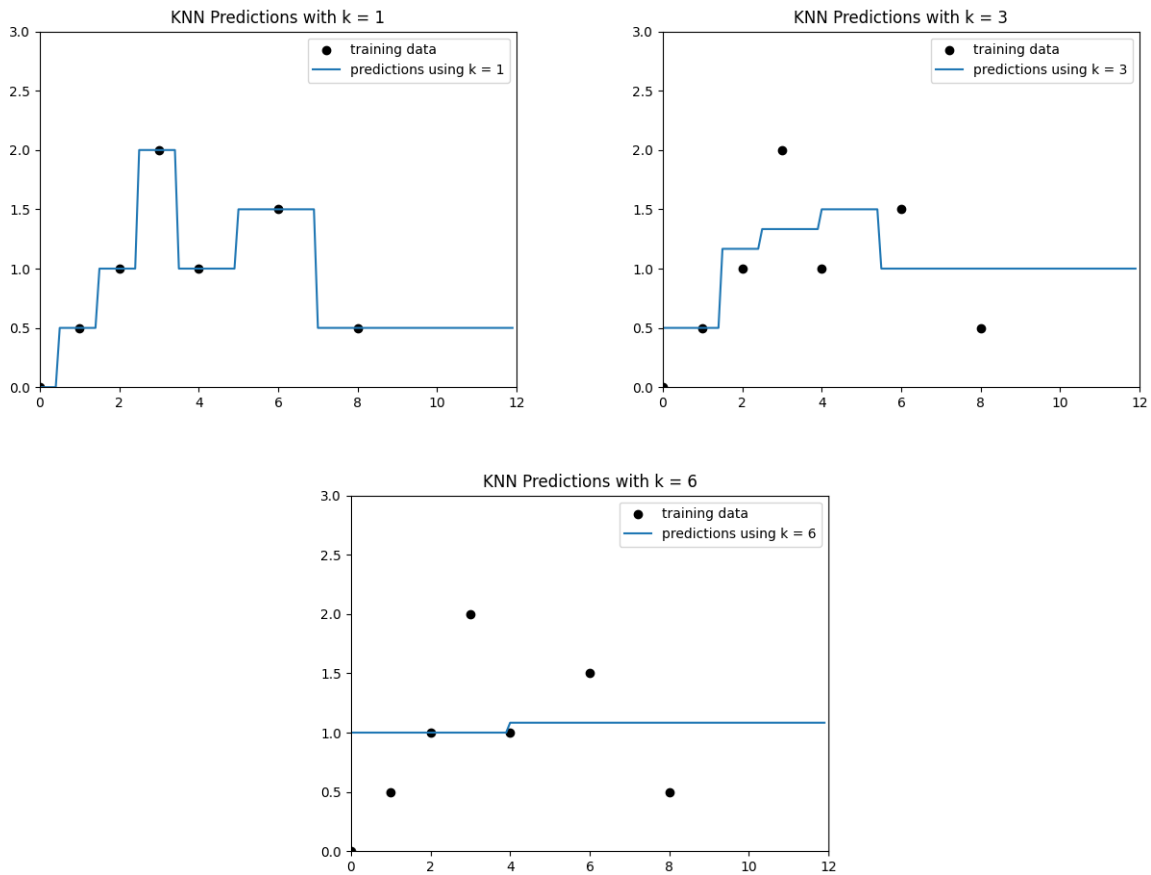 KNN Predictions with k = 1
training data
predictions using k = 1
3.0
2.5
2.0
1.5
1.0
0.5
0.0
0 2 4 6 8 10 12
KNN Predictions with k = 3
training data
predictions using k = 3
3.0
2.5
2.0
1.5
1.0
0.5
0.0
0 2 4 6 8 10 12
KNN Predictions with k = 6
training data
predictions using k = 6
3.0
2.5
2.0
1.5
1.0
0.5
0.0
0 2 4 6 8 10 12